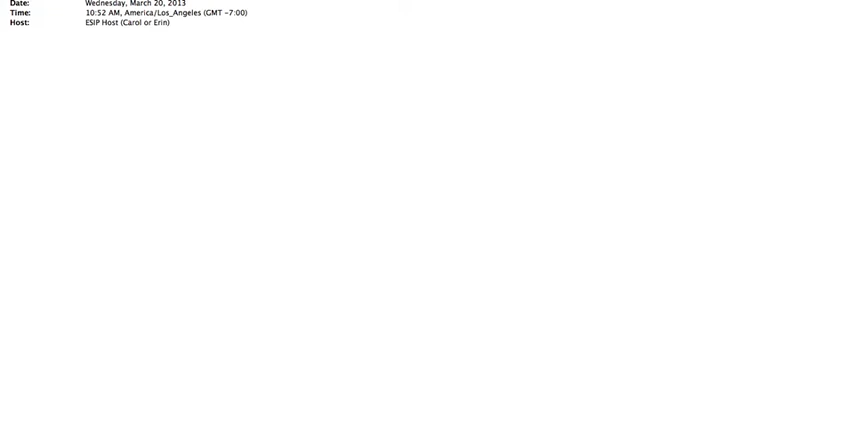 Date: Wednesday, March 20, 2013
Time: 10:52 AM, America/Los_Angeles (GMT -7:00)
Host: ESIP Host (Carol or Erin)